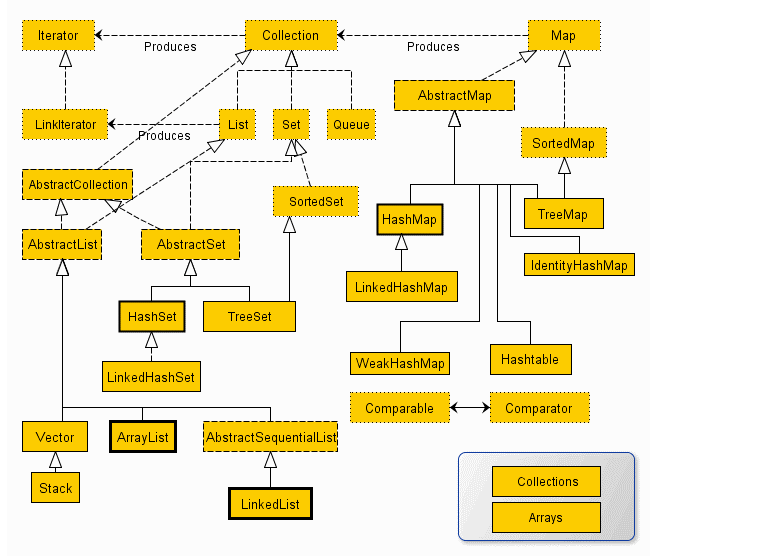 Iterator
Collection
Map
Produces
Produces
AbstractMap
LinkIterator
Produces
List
Set
Queue
SortedMap
AbstractCollection
SortedSet
TreeMap
HashMap
AbstractList
AbstractSet
IdentityHashMap
LinkedHashMap
HashSet
TreeSet
WeakHashMap
Hashtable
LinkedHashSet
Comparable
Comparator
Vector
ArrayList
AbstractSequentialList
Stack
LinkedList
Collections
Arrays